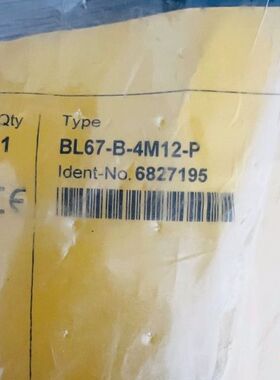 Qty
Type
1
BL67-B-4M12-P
Ident-No. 6827195
CE